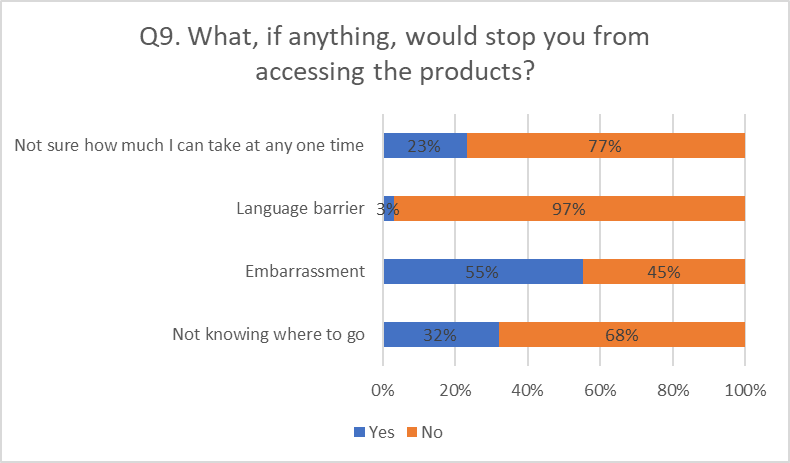 Q9. What, if anything, would stop you from
accessing the products?
Not sure how much I can take at any one time
23% 77%
Language barrier
3% 97%
Embarrassment
55% 45%
Not knowing where to go
32% 68%
0% 20% 40% 60% 80% 100%
Yes No